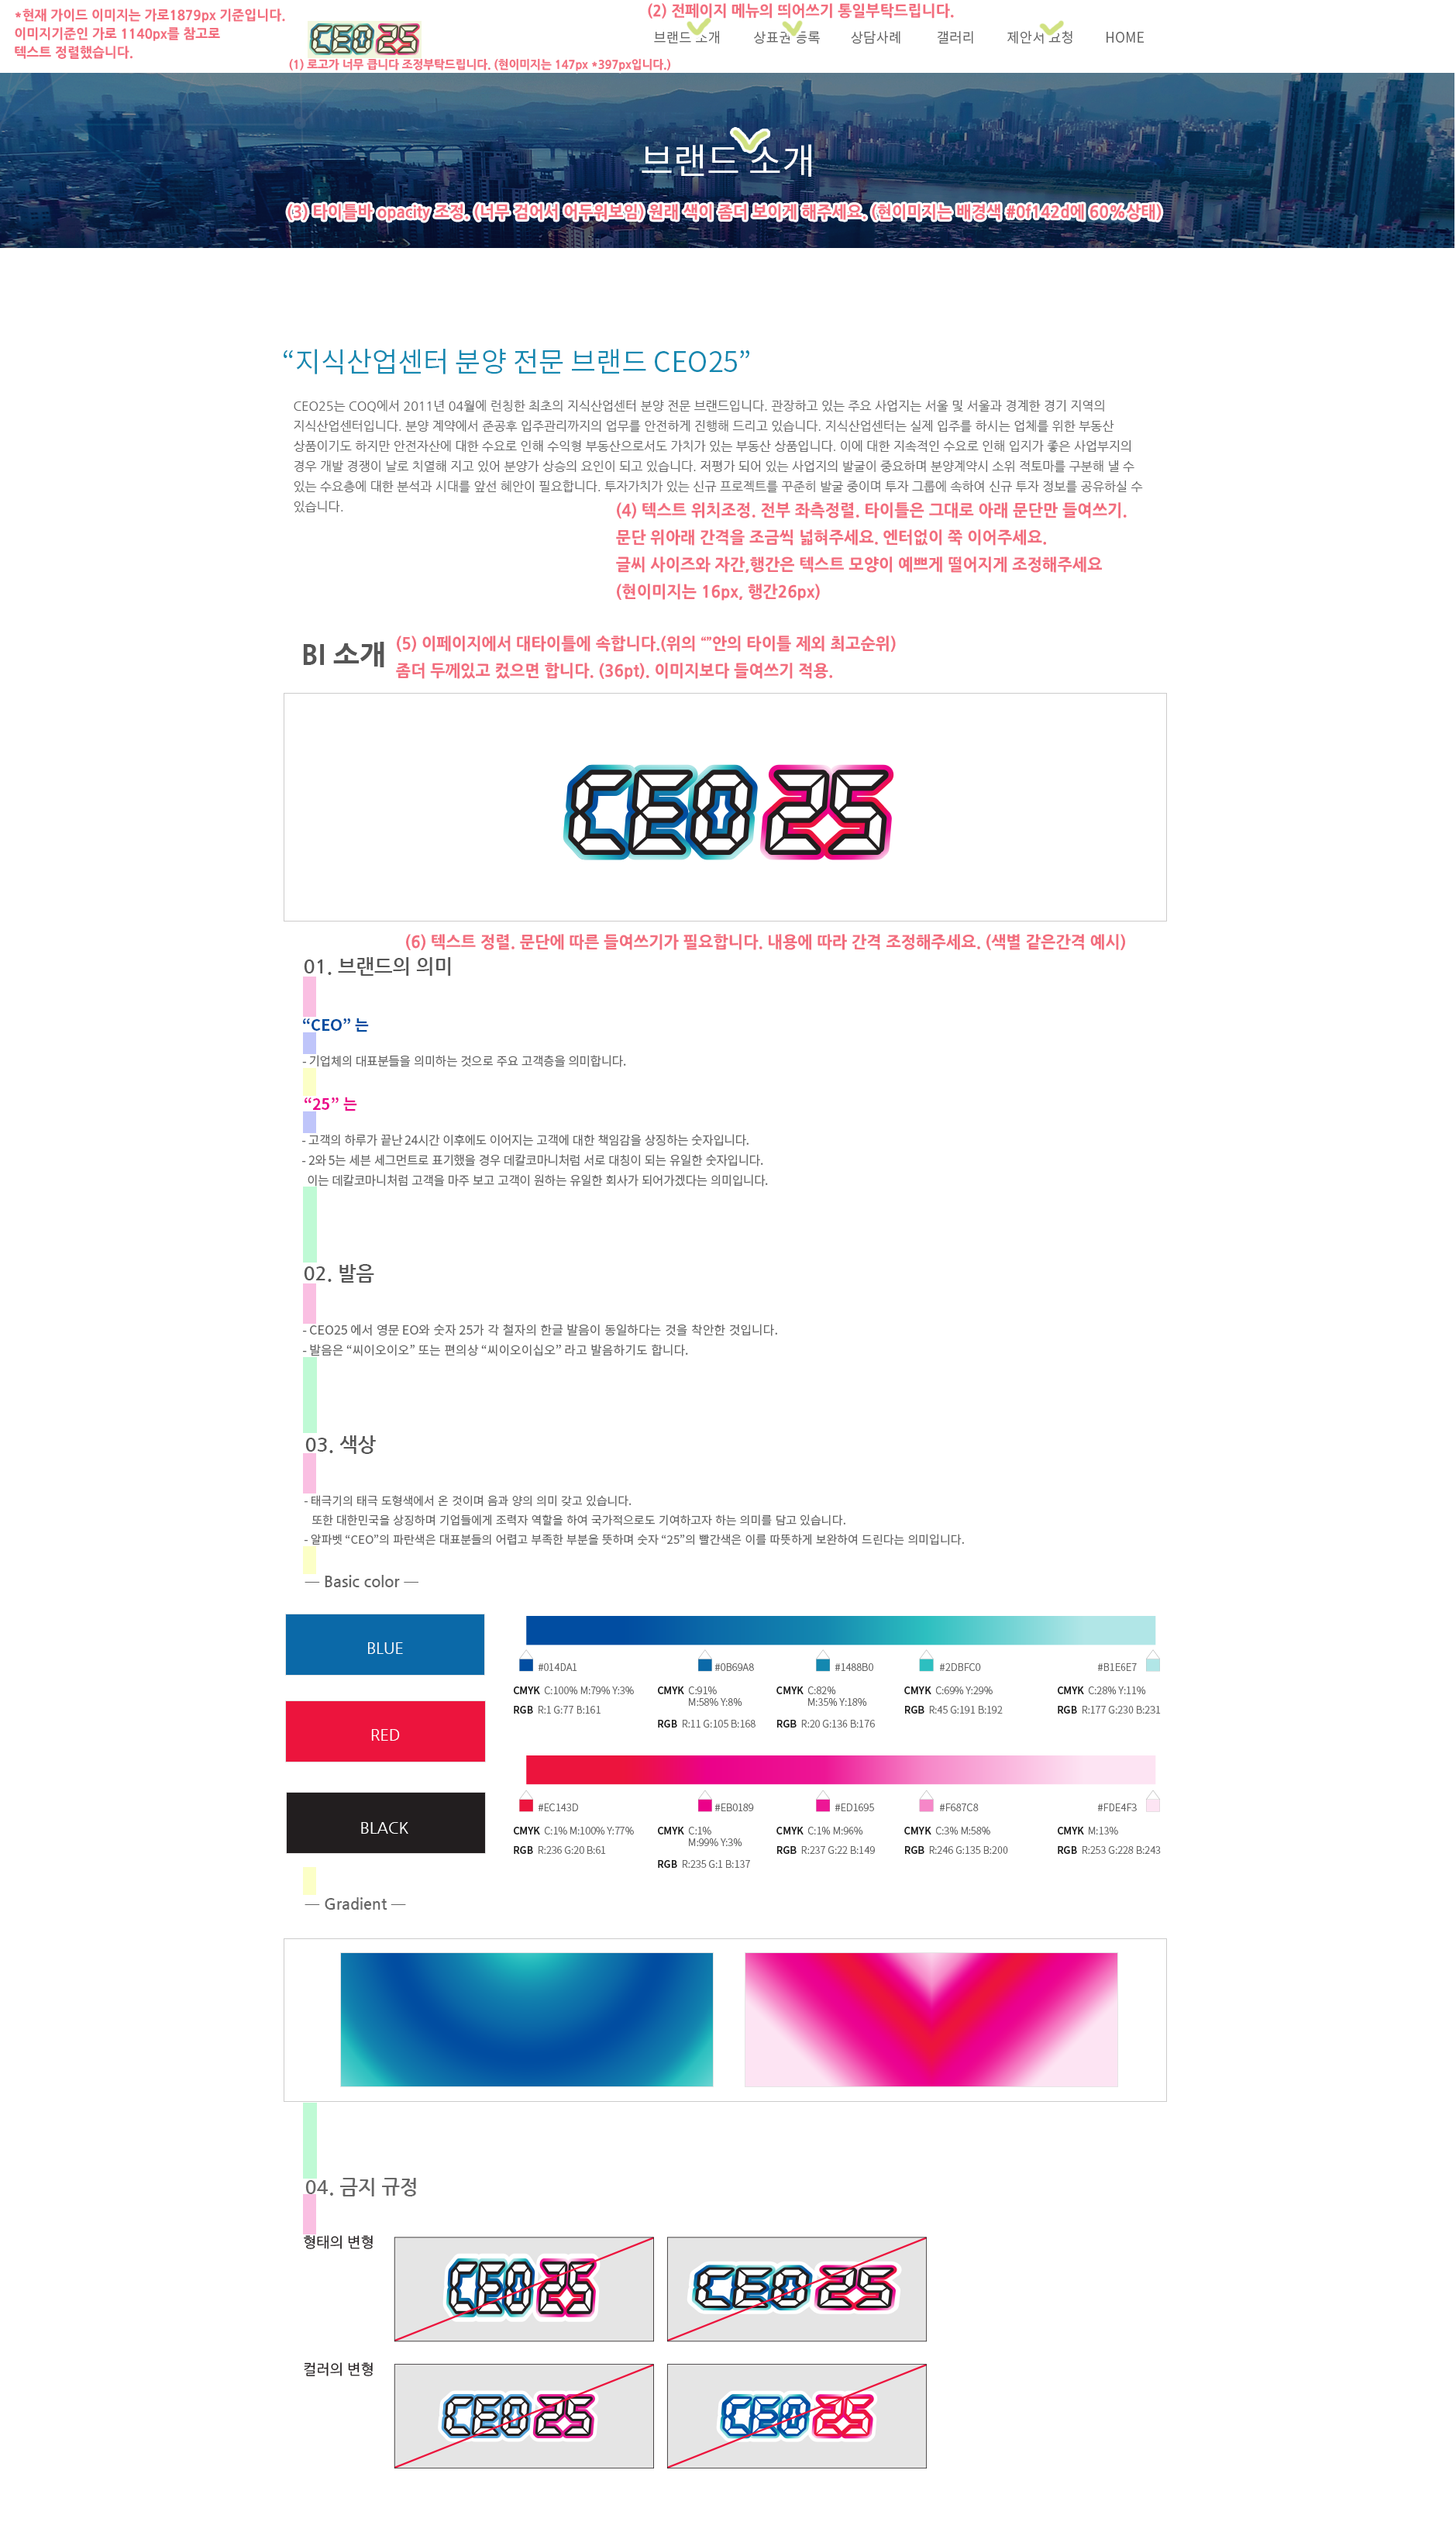 *현재 가이드 이미지는 가로1879px 기준입니다.
이미지기준인 가로 1140px를 참고로
텍스트 정렬했습니다.
CEO25
(1) 로고가 너무 큽니다 조정부탁드립니다. (현이미지는 147px *397px입니다.)
(2) 전페이지 메뉴의 띄어쓰기 통일부탁드립니다.
브랜드 소개 상표권 등록 상담사례 갤러리 제안서 요청 HOME
브랜드 소개
(3) 타이틀바 opacity 조정. (너무 검어서 어두의보임) 원래 색이 좀더 보이게 해주세요. (현이미지는 배경색 #0f142d에 60%상태)
“지식산업센터 분양 전문 브랜드 CEO25”
CEO25는 COQ에서 2011년 04월에 런칭한 최초의 지식산업센터 분양 전문 브랜드입니다. 관장하고 있는 주요 사업지는 서울 및 서울과 경계한 경기 지역의
지식산업센터입니다. 분양 계약에서 준공후 입주관리까지의 업무를 안전하게 진행해 드리고 있습니다. 지식산업센터는 실제 입주를 하시는 업체를 위한 부동산
상품이기도 하지만 안전자산에 대한 수요로 인해 수익형 부동산으로서도 가치가 있는 부동산 상품입니다. 이에 대한 지속적인 수요로 인해 입지가 좋은 사업부지의
경우 개발 경쟁이 날로 치열해 지고 있어 분양가 상승의 요인이 되고 있습니다. 저평가 되어 있는 사업지의 발굴이 중요하며 분양계약시 소위 적토마를 구분해 낼 수
있는 수요층에 대한 분석과 시대를 앞선 혜안이 필요합니다. 투자가치가 있는 신규 프로젝트를 꾸준히 발굴 중이며 투자 그룹에 속하여 신규 투자 정보를 공유하실 수
있습니다.
(4) 텍스트 위치조정. 전부 좌측정렬. 타이틀은 그대로 아래 문단만 들여쓰기.
문단 위아래 간격을 조금씩 넓혀주세요. 엔터없이 쭉 이어주세요.
글씨 사이즈와 자간,행간은 텍스트 모양이 예쁘게 떨어지게 조정해주세요
(현이미지는 16px, 행간26px)
BI 소개
(5) 이페이지에서 대타이틀에 속합니다.(위의 “”안의 타이틀 제외 최고순위)
좀더 두께있고 컸으면 합니다. (36pt). 이미지보다 들여쓰기 적용.
CEO25
(6) 텍스트 정렬. 문단에 따른 들여쓰기가 필요합니다. 내용에 따라 간격 조정해주세요. (색별 같은간격 예시)
01. 브랜드의 의미
“CEO” 는
- 기업체의 대표분들을 의미하는 것으로 주요 고객층을 의미합니다.
“25” 는
- 고객의 하루가 끝난 24시간 이후에도 이어지는 고객에 대한 책임감을 상징하는 숫자입니다.
- 2와 5는 세븐 세그먼트로 표기했을 경우 데칼코마니처럼 서로 대칭이 되는 유일한 숫자입니다.
이는 데칼코마니처럼 고객을 마주 보고 고객이 원하는 유일한 회사가 되어가겠다는 의미입니다.
02. 발음
- CEO25 에서 영문 EO와 숫자 25가 각 철자의 한글 발음이 동일하다는 것을 착안한 것입니다.
- 발음은 “씨이오이오” 또는 편의상 “씨이오이십오” 라고 발음하기도 합니다.
03. 색상
- 태극기의 태극 도형색에서 온 것이며 음과 양의 의미 갖고 있습니다.
또한 대한민국을 상징하며 기업들에게 조력자 역할을 하여 국가적으로도 기여하고자 하는 의미를 담고 있습니다.
- 알파벳 “CEO”의 파란색은 대표분들의 어렵고 부족한 부분을 뜻하며 숫자 “25”의 빨간색은 이를 따뜻하게 보완하여 드린다는 의미입니다.
— Basic color —
BLUE
RED
BLACK
#014DA1 #0B69A8 #1488B0 #2DBFC0 #B1E6E7
CMYK C:100% M:79% Y:3% CMYK C:91% CMYK C:82% CMYK C:69% Y:29% CMYK C:28% Y:11%
M:58% Y:8% M:35% Y:18%
RGB R:1 G:77 B:161 RGB R:45 G:191 B:192 RGB R:177 G:230 B:231
RGB R:11 G:105 B:168 RGB R:20 G:136 B:176
#EC143D #EB0189 #ED1695 #F687C8 #FDE4F3
CMYK C:1% M:100% Y:77% CMYK C:1% CMYK C:1% M:96% CMYK C:3% M:58% CMYK M:13%
M:99% Y:3%
RGB R:236 G:20 B:61 RGB R:237 G:22 B:149 RGB R:246 G:135 B:200 RGB R:253 G:228 B:243
RGB R:235 G:1 B:137
— Gradient —
04. 금지 규정
형태의 변형
CEO25 CEO25
컬러의 변형
CEO25 CEO25